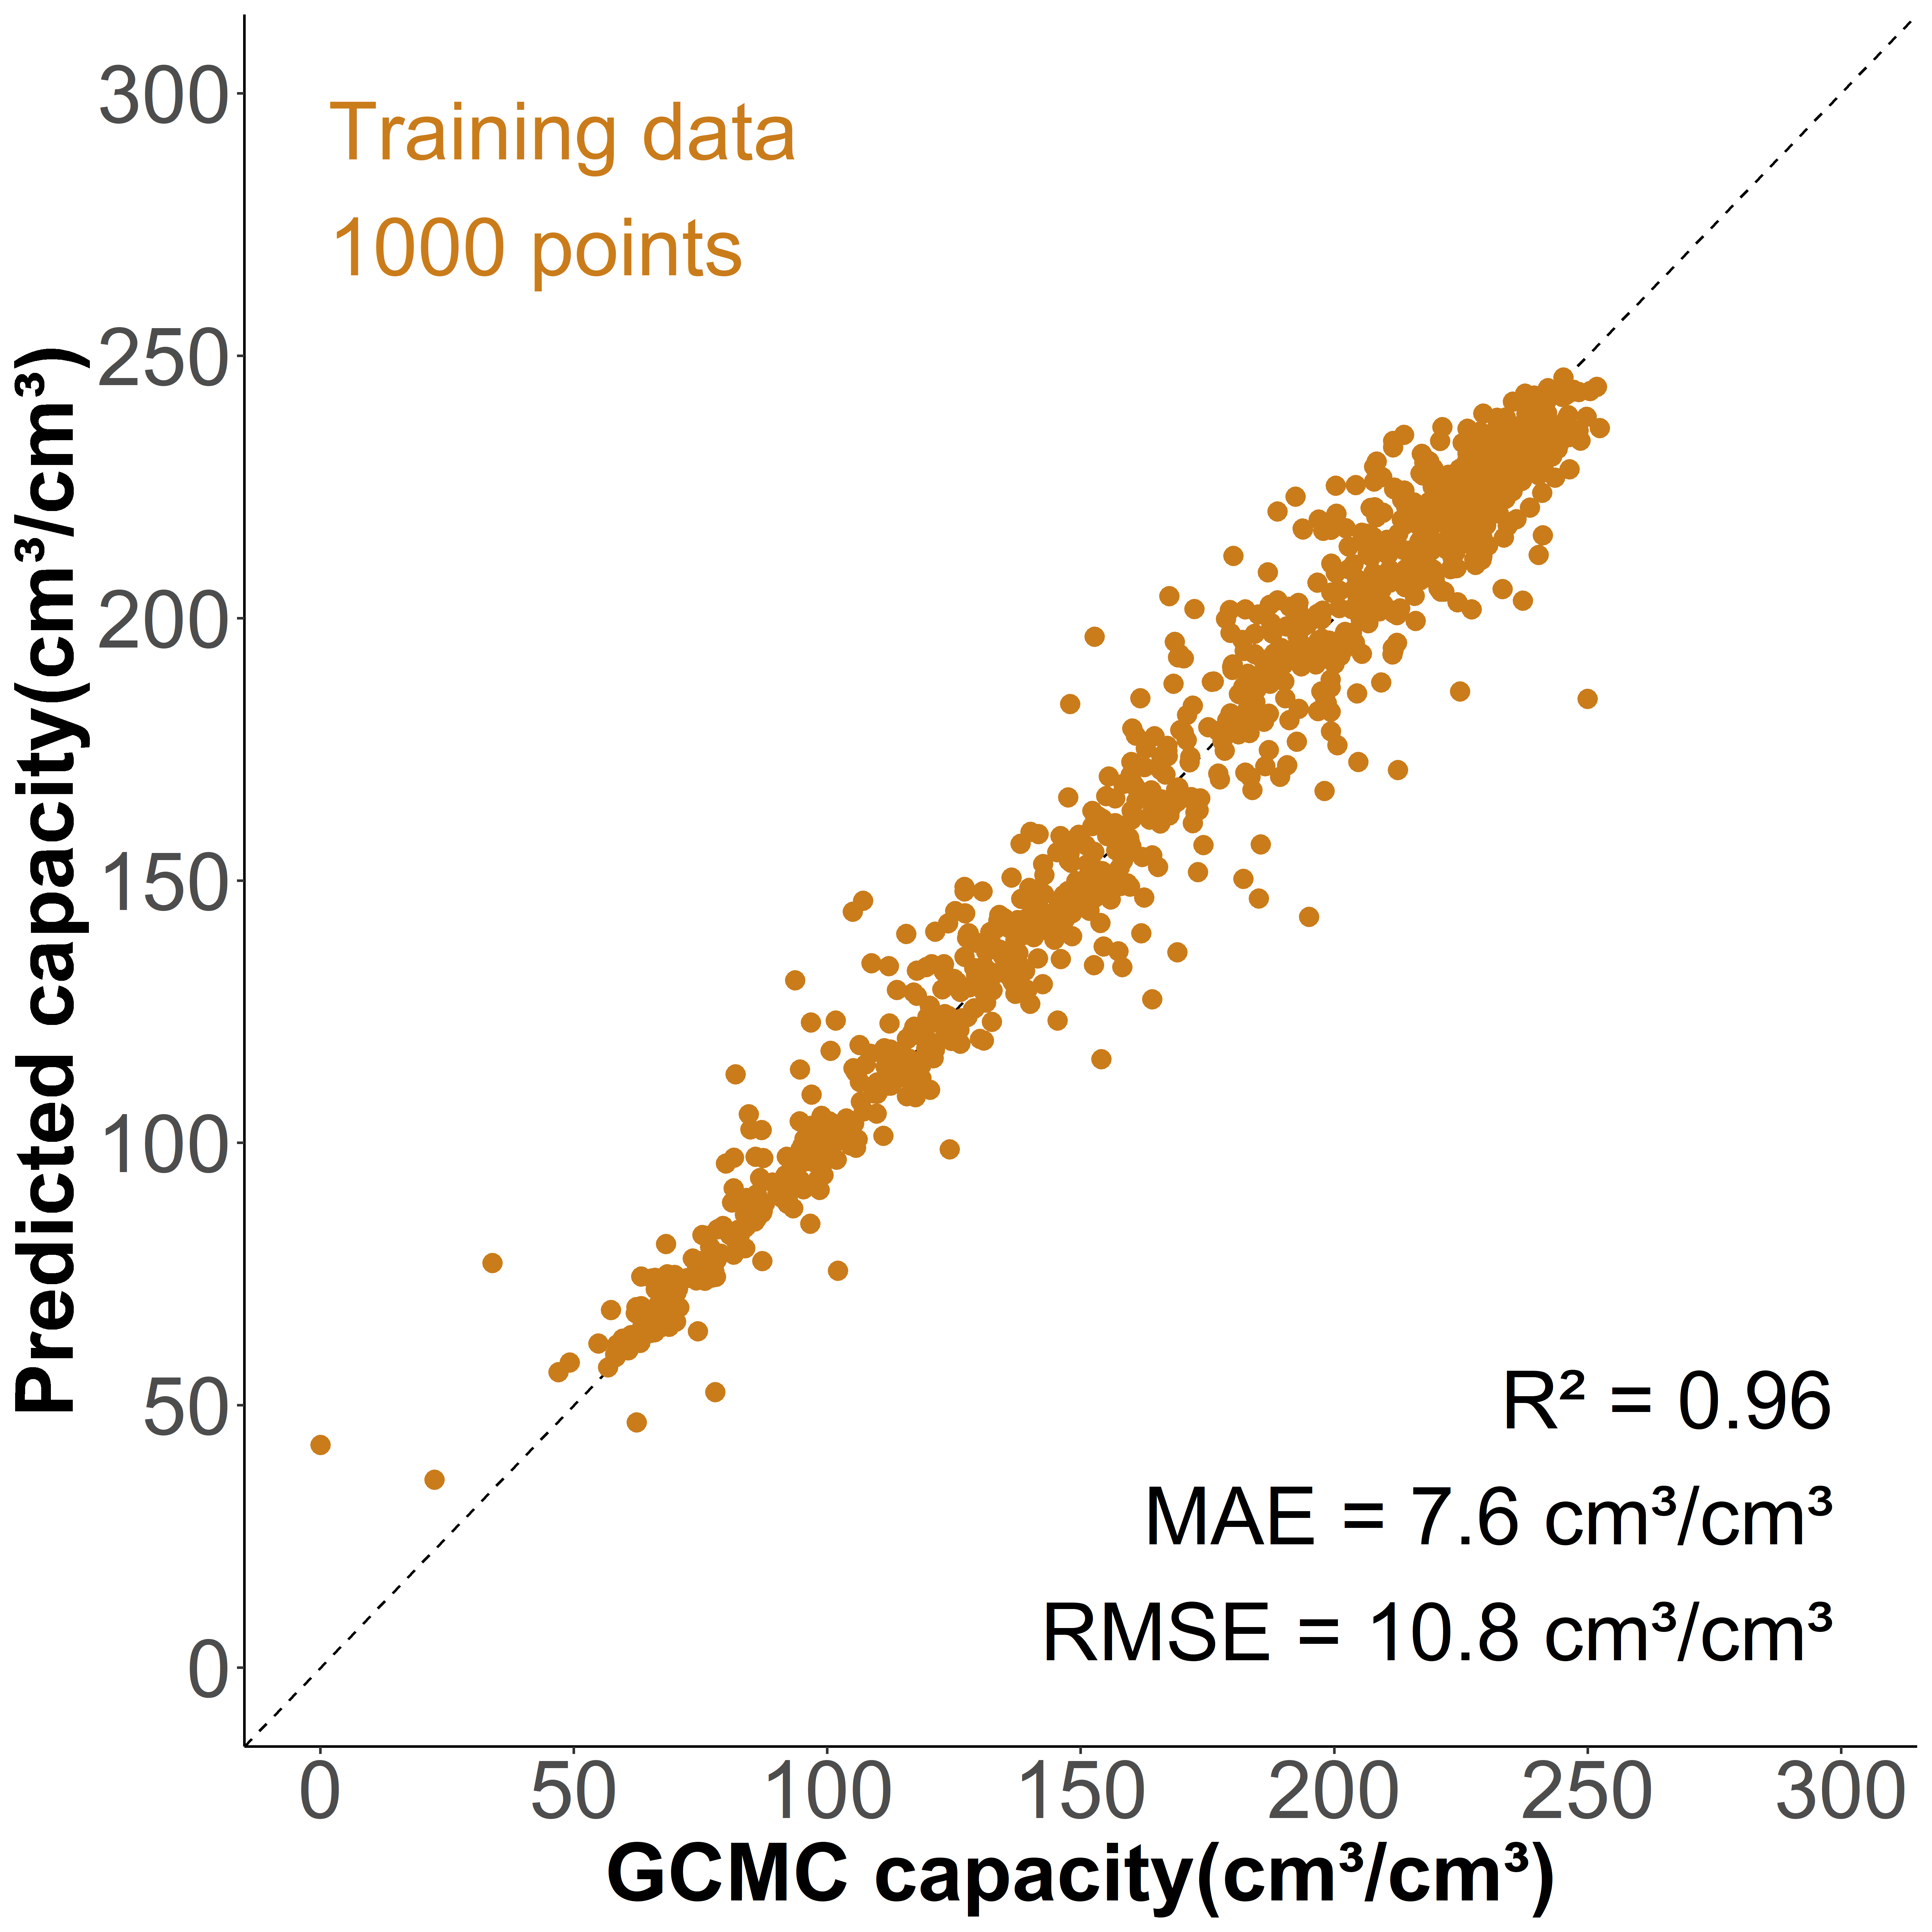 Training data
1000 points
300
250
200
150
100
50
0
Predicted capacity(cm³/cm³)
R² = 0.96
MAE = 7.6 cm³/cm³
RMSE = 10.8 cm³/cm³
0 50 100 150 200 250 300
GCMC capacity(cm³/cm³)